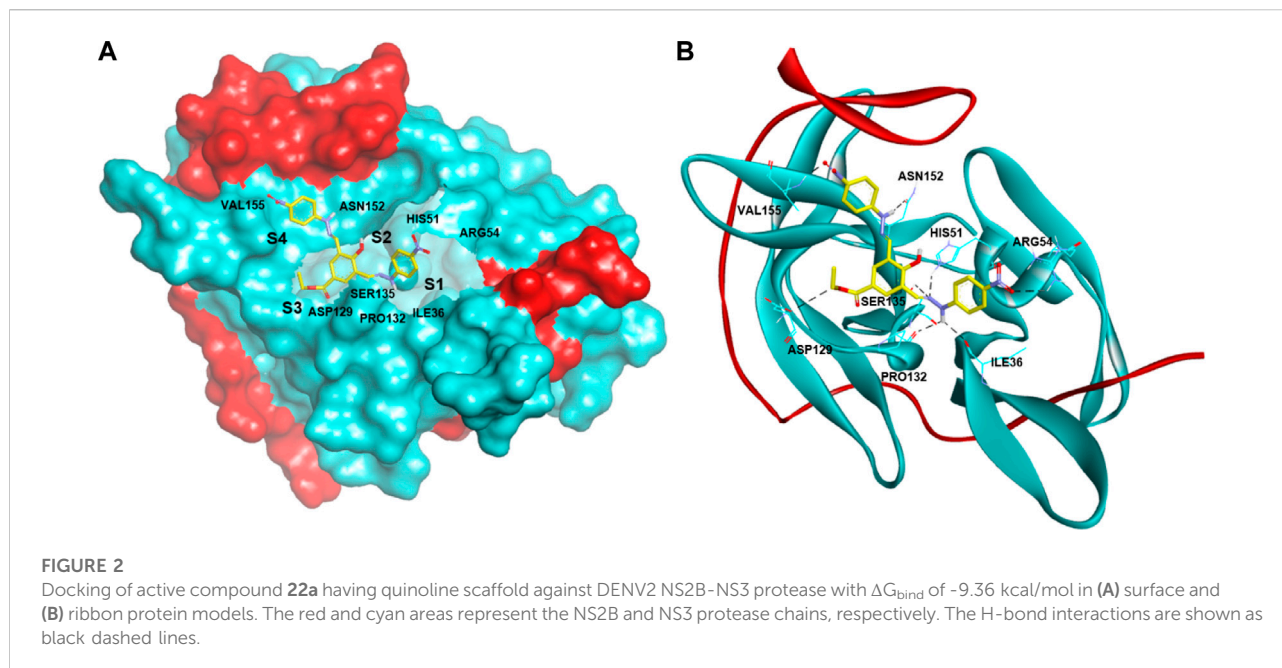 A
VAL155
ASN152
HIS51
S4
S2
ARG54
S3
SER135
S1
ASP129
PRO132
ILE36
B
ASN152
VAL155
HIS51
ARG54
SER135
ASP129
PRO132
ILE36
FIGURE 2
Docking of active compound 22a having quinoline scaffold against DENV2 NS2B-NS3 protease with ΔGbind of -9.36 kcal/mol in (A) surface and
(B) ribbon protein models. The red and cyan areas represent the NS2B and NS3 protease chains, respectively. The H-bond interactions are shown as
black dashed lines.